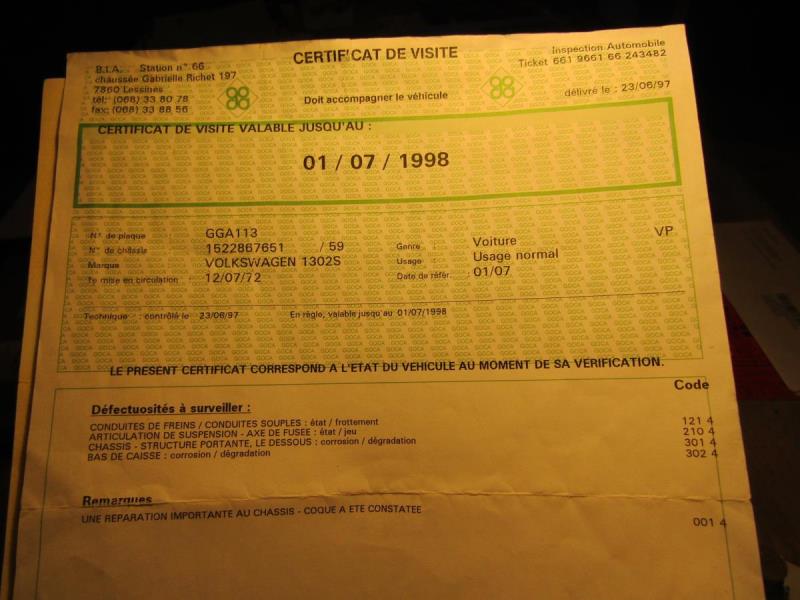 CERTIF'CAT DE VISITE
B.I.A. Station n° 66
chaussée Gabrielle Richet 197
7860 Lessines
tél: (068) 33 80 78
fax: (068) 33 88 56
Doit accompagner le véhicule
Inspection Automobile
Ticket 661 9661 66 243482
délivré le : 23/06/97
CERTIFICAT DE VISITE VALABLE JUSQU'AU :
01 / 07 / 1998
N° de plaque GGA113
N° de châssis 1522867651 / 59
Marque VOLKSWAGEN 1302S
1e mise en circulation : 12/07/72
Genre : Voiture VP
Usage : Usage normal
Date de référ. : 01/07
Technique : contrôlé le 23/06/97 En règle, valable jusqu'au 01/07/1998
LE PRESENT CERTIFICAT CORRESPOND A L'ETAT DU VEHICULE AU MOMENT DE SA VERIFICATION.
Code
Défectuosités à surveiller :
CONDUITES DE FREINS / CONDUITES SOUPLES : état / frottement 121 4
ARTICULATION DE SUSPENSION - AXE DE FUSEE : état / jeu 210 4
CHASSIS - STRUCTURE PORTANTE, LE DESSOUS : corrosion / dégradation 301 4
BAS DE CAISSE : corrosion / dégradation 302 4
Remarques
UNE REPARATION IMPORTANTE AU CHASSIS - COQUE A ETE CONSTATEE 001 4